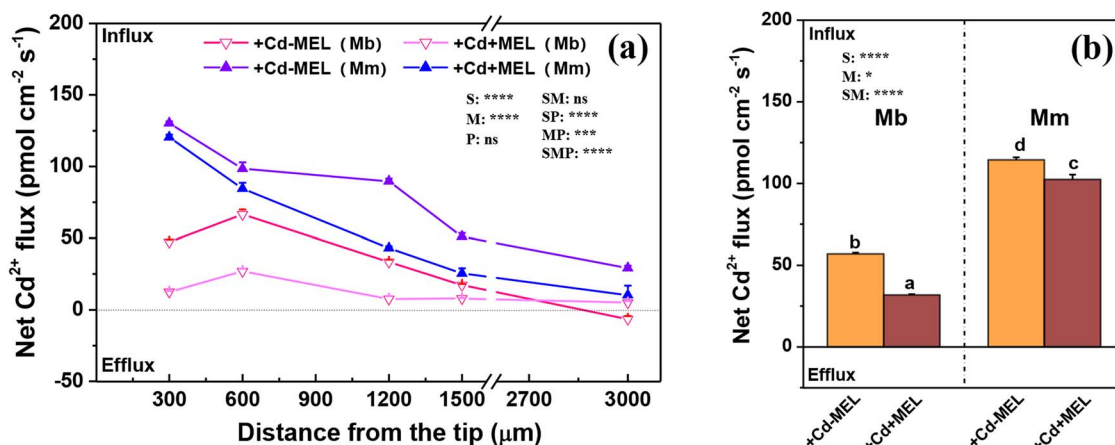 200
150
100
50
0
-50
Net Cd²⁺ flux (pmol cm⁻² s⁻¹)
Influx
(a)
+Cd-MEL (Mb)
+Cd+MEL (Mb)
+Cd-MEL (Mm)
+Cd+MEL (Mm)
S: ****
M: ****
P: ns
SM: ns
SP: ****
MP: ***
SMP: ****
Efflux
300 600 1200 1500 2700 3000
Distance from the tip (μm)
200
150
100
50
0
Net Cd²⁺ flux (pmol cm⁻² s⁻¹)
Influx
(b)
S: ****
M: *
SM: ****
Mb
Mm
b
a
d
c
Efflux
+Cd-MEL
+Cd+MEL
+Cd-MEL
+Cd+MEL